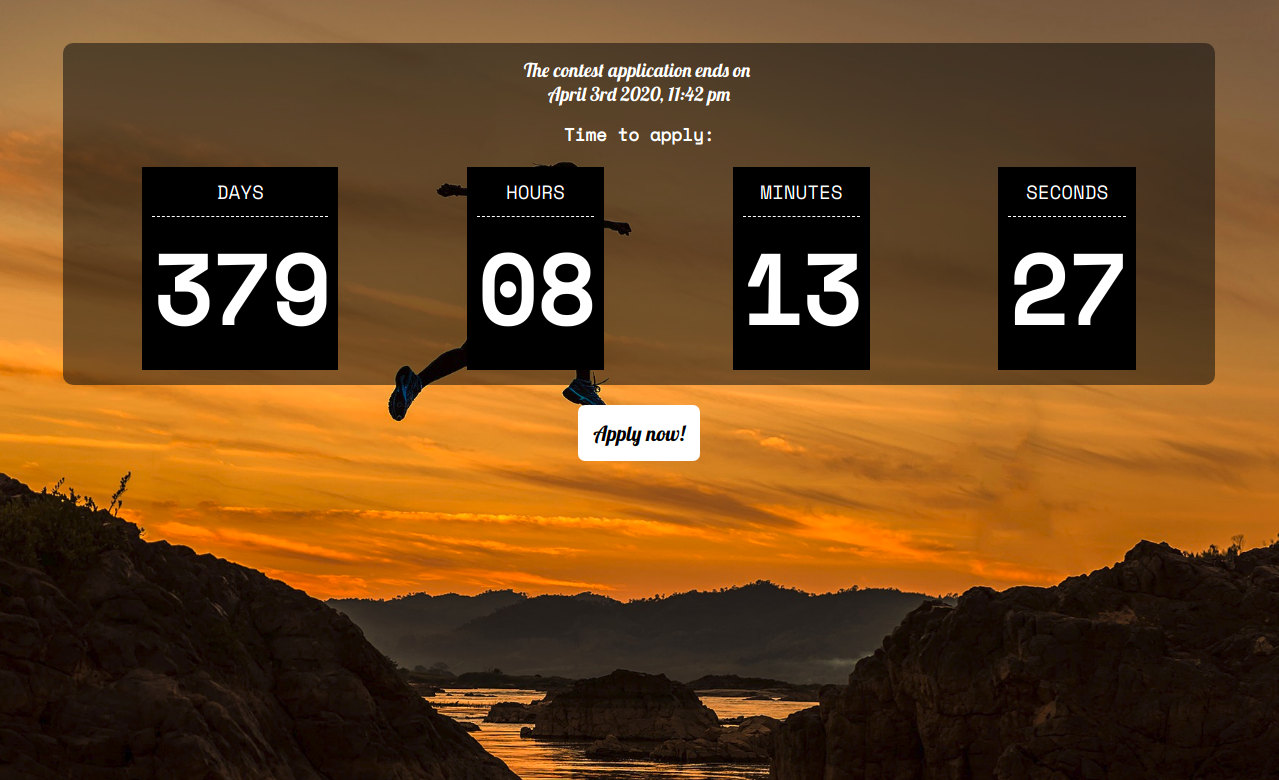 The contest application ends on
April 3rd 2020, 11:42 pm
Time to apply:
DAYS HOURS MINUTES SECONDS
379 08 13 27
Apply now!